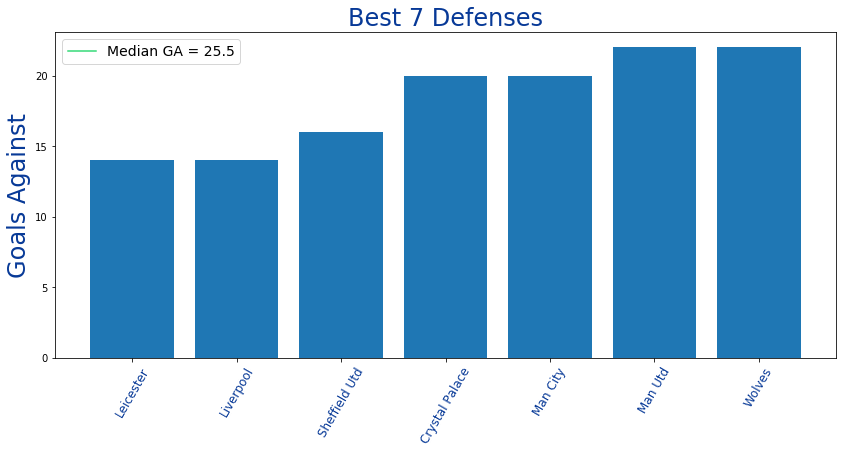 Best 7 Defenses
Median GA = 25.5
Goals Against
20
15
10
5
0
Leicester
Liverpool
Sheffield Utd
Crystal Palace
Man City
Man Utd
Wolves